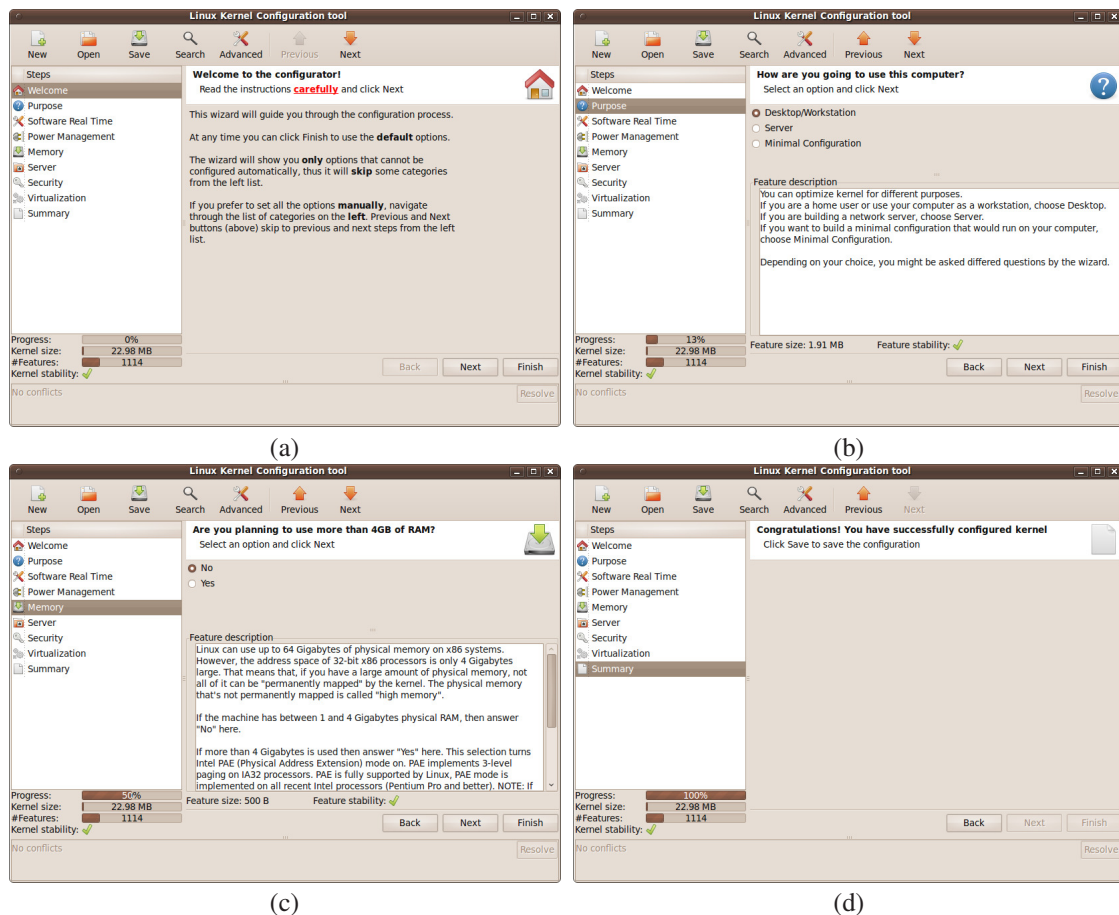 Linux Kernel Configuration tool
New Open Save Search Advanced Previous Next
Steps
Welcome
Purpose
Software Real Time
Power Management
Memory
Server
Security
Virtualization
Summary
Welcome to the configurator!
Read the instructions carefully and click Next
This wizard will guide you through the configuration process.
At any time you can click Finish to use the default options.
The wizard will show you only options that cannot be
configured automatically, thus it will skip some categories
from the left list.
If you prefer to set all the options manually, navigate
through the list of categories on the left. Previous and Next
buttons (above) skip to previous and next steps from the left
list.
Progress: 0%
Kernel size: 22.98 MB
#Features: 1114
Kernel stability:
Back Next Finish
No conflicts Resolve
(a)
Linux Kernel Configuration tool
New Open Save Search Advanced Previous Next
Steps
Welcome
Purpose
Software Real Time
Power Management
Memory
Server
Security
Virtualization
Summary
How are you going to use this computer?
Select an option and click Next
Desktop/Workstation
Server
Minimal Configuration
Feature description
You can optimize kernel for different purposes.
If you are a home user or use your computer as a workstation, choose Desktop.
If you are building a network server, choose Server.
If you want to build a minimal configuration that would run on your computer,
choose Minimal Configuration.
Depending on your choice, you might be asked differed questions by the wizard.
Feature size: 1.91 MB Feature stability:
Progress: 13%
Kernel size: 22.98 MB
#Features: 1114
Kernel stability:
Back Next Finish
No conflicts Resolve
(b)
Linux Kernel Configuration tool
New Open Save Search Advanced Previous Next
Steps
Welcome
Purpose
Software Real Time
Power Management
Memory
Server
Security
Virtualization
Summary
Are you planning to use more than 4GB of RAM?
Select an option and click Next
No
Yes
Feature description
Linux can use up to 64 Gigabytes of physical memory on x86 systems.
However, the address space of 32-bit x86 processors is only 4 Gigabytes
large. That means that, if you have a large amount of physical memory, not
all of it can be "permanently mapped" by the kernel. The physical memory
that's not permanently mapped is called "high memory".
If the machine has between 1 and 4 Gigabytes physical RAM, then answer
"No" here.
If more than 4 Gigabytes is used then answer "Yes" here. This selection turns
Intel PAE (Physical Address Extension) mode on. PAE implements 3-level
paging on IA32 processors. PAE is fully supported by Linux, PAE mode is
implemented on all recent Intel processors (Pentium Pro and better). NOTE: If
Feature size: 500 B Feature stability:
Progress: 50%
Kernel size: 22.98 MB
#Features: 1114
Kernel stability:
Back Next Finish
No conflicts Resolve
(c)
Linux Kernel Configuration tool
New Open Save Search Advanced Previous Next
Steps
Welcome
Purpose
Software Real Time
Power Management
Memory
Server
Security
Virtualization
Summary
Congratulations! You have successfully configured kernel
Click Save to save the configuration
Progress: 100%
Kernel size: 22.98 MB
#Features: 1114
Kernel stability:
Back Next Finish
No conflicts Resolve
(d)